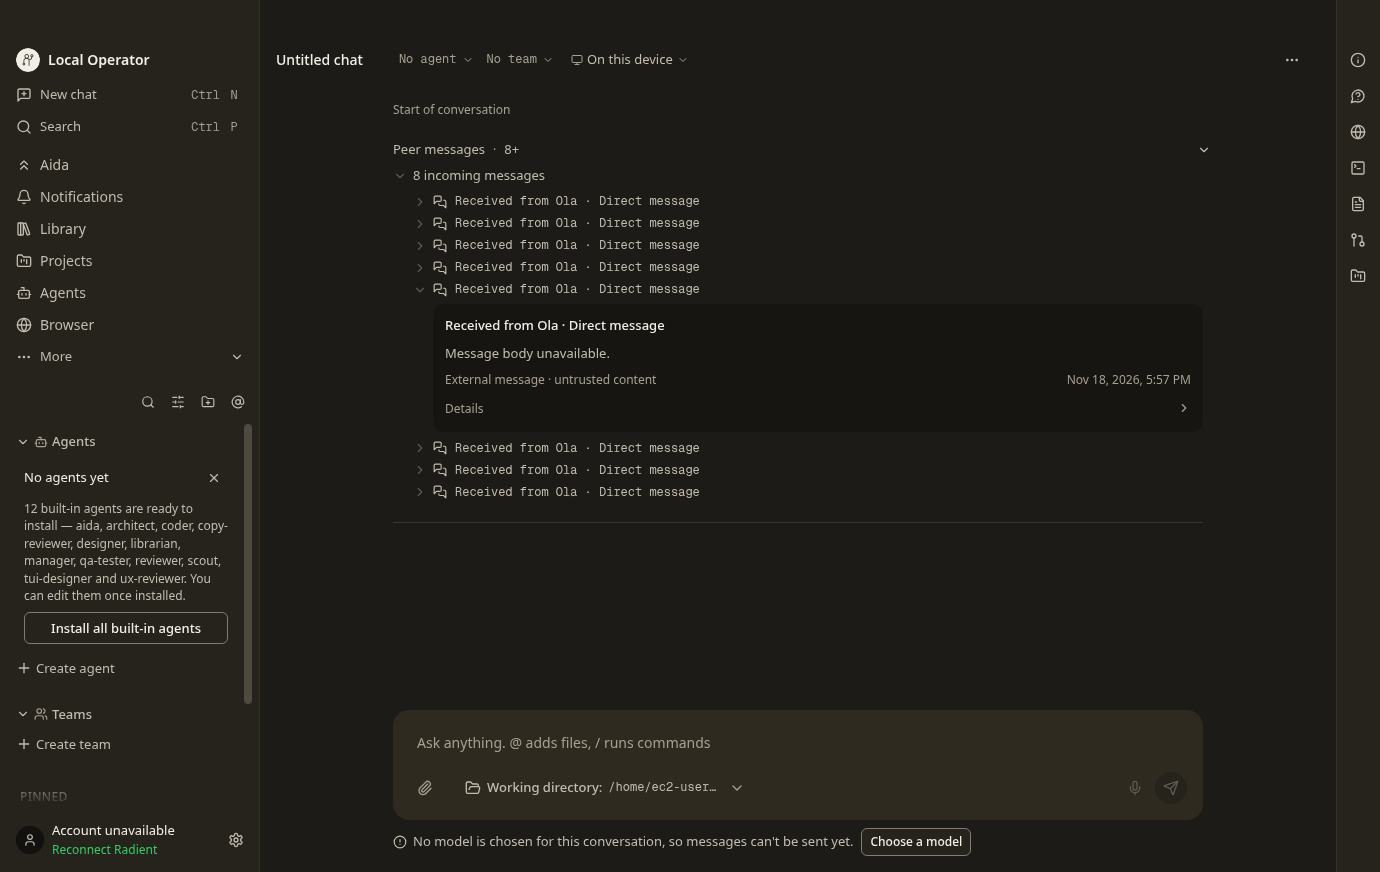 Local Operator
New chat Ctrl N
Search Ctrl P
Aida
Notifications
Library
Projects
Agents
Browser
More
Agents
No agents yet
12 built-in agents are ready to
install — aida, architect, coder, copy-
reviewer, designer, librarian,
manager, qa-tester, reviewer, scout,
tui-designer and ux-reviewer. You
can edit them once installed.
Install all built-in agents
Create agent
Teams
Create team
PINNED
Account unavailable
Reconnect Radient
Untitled chat No agent No team On this device
Start of conversation
Peer messages · 8+
8 incoming messages
Received from Ola · Direct message
Received from Ola · Direct message
Received from Ola · Direct message
Received from Ola · Direct message
Received from Ola · Direct message
Received from Ola · Direct message
Message body unavailable.
External message · untrusted content Nov 18, 2026, 5:57 PM
Details
Received from Ola · Direct message
Received from Ola · Direct message
Received from Ola · Direct message
Ask anything. @ adds files, / runs commands
Working directory: /home/ec2-user…
No model is chosen for this conversation, so messages can't be sent yet. Choose a model